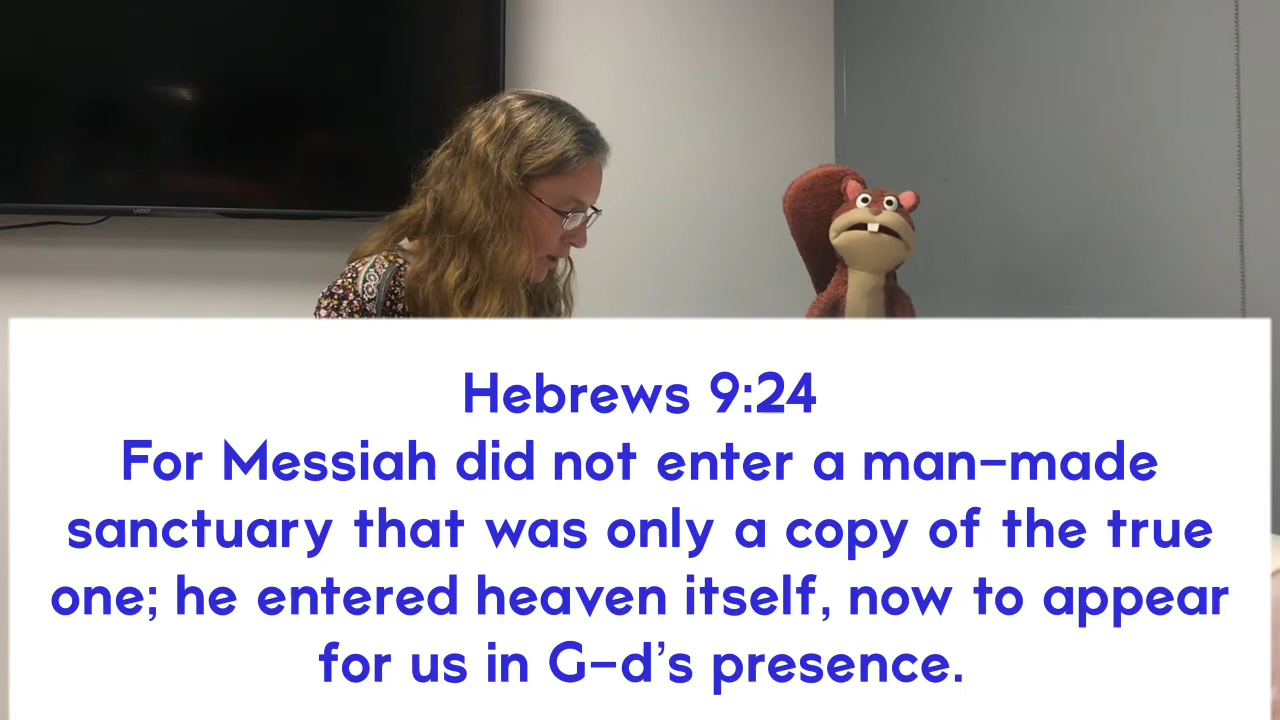 VIZIO
Hebrews 9:24
For Messiah did not enter a man-made
sanctuary that was only a copy of the true
one; he entered heaven itself, now to appear
for us in G-d's presence.